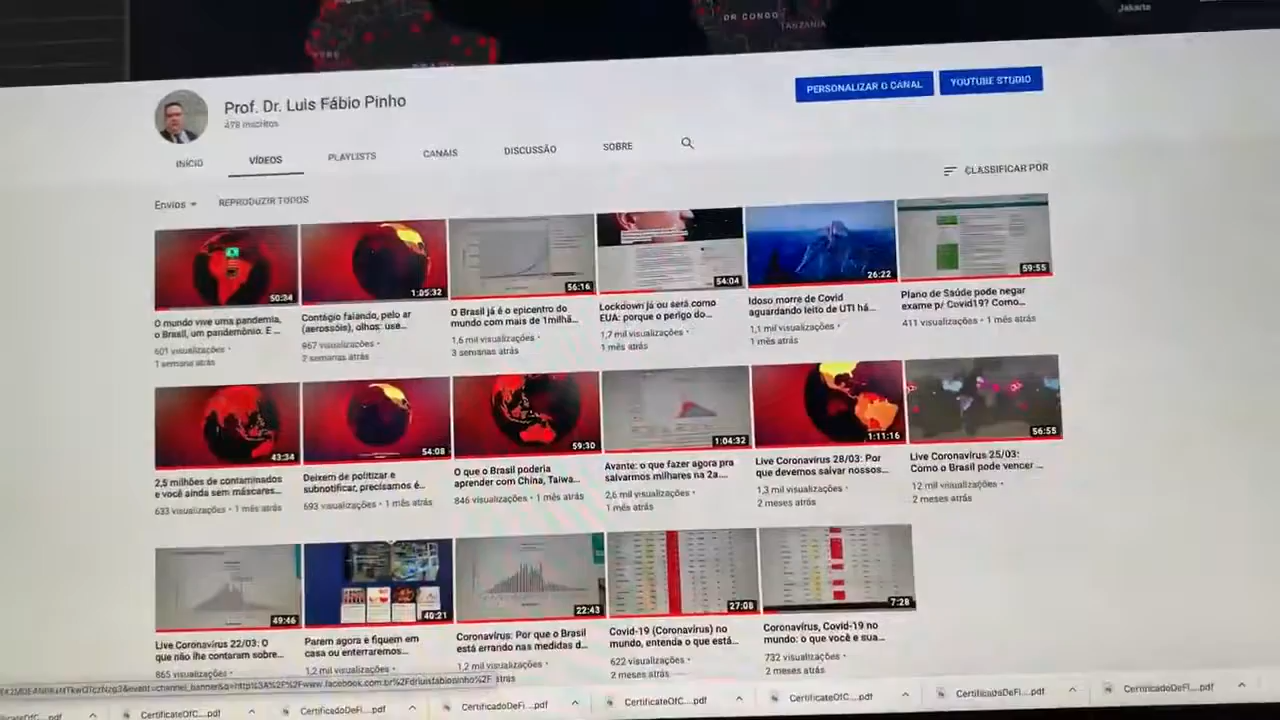 DR CONGO
TANZANIA
Jakarta
Prof. Dr. Luis Fábio Pinho
498 inscritos
PERSONALIZAR O CANAL
YOUTUBE STUDIO
INÍCIO
VÍDEOS
PLAYLISTS
CANAIS
DISCUSSÃO
SOBRE
Envios
REPRODUZIR TODOS
CLASSIFICAR POR
50:34
1:05:32
56:16
54:04
26:22
59:55
O mundo vive uma pandemia,
o Brasil, um pandemônio. E ...
601 visualizações •
1 semana atrás
Contágio falando, pelo ar
(aerossóis), olhos: use...
967 visualizações •
2 semanas atrás
O Brasil já é o epicentro do
mundo com mais de 1milhã...
1,6 mil visualizações •
3 semanas atrás
Lockdown já ou será como
EUA: porque o perigo do...
1,7 mil visualizações •
1 mês atrás
Idoso morre de Covid
aguardando leito de UTI há...
1,1 mil visualizações •
1 mês atrás
Plano de Saúde pode negar
exame p/ Covid19? Como...
411 visualizações • 1 mês atrás
43:34
54:08
59:30
1:04:32
1:11:16
56:55
2,5 milhões de contaminados
e você ainda sem máscaras...
633 visualizações • 1 mês atrás
Deixem de politizar e
subnotificar, precisamos é...
693 visualizações • 1 mês atrás
O que o Brasil poderia
aprender com China, Taiwa...
846 visualizações • 1 mês atrás
Avante: o que fazer agora pra
salvarmos milhares na 2a....
2,6 mil visualizações •
1 mês atrás
Live Coronavírus 28/03: Por
que devemos salvar nossos...
1,3 mil visualizações •
2 meses atrás
Live Coronavírus 25/03:
Como o Brasil pode vencer ...
12 mil visualizações •
2 meses atrás
49:46
40:21
22:43
27:08
7:28
Live Coronavírus 22/03: O
que não lhe contaram sobre...
865 visualizações •
Parem agora e fiquem em
casa ou enterraremos...
1,2 mil visualizações •
Coronavírus: Por que o Brasil
está errando nas medidas d...
1,2 mil visualizações •
atrás
Covid-19 (Coronavírus) no
mundo, entenda o que está...
622 visualizações •
2 meses atrás
Coronavírus, Covid-19 no
mundo: o que você e sua...
732 visualizações •
2 meses atrás
CertificateOfC....pdf
CertificadoDeFi....pdf
CertificadoDeFi....pdf
CertificateOfC....pdf
CertificateOfC....pdf
CertificadoDeFi....pdf
CertificadoDeFi....pdf